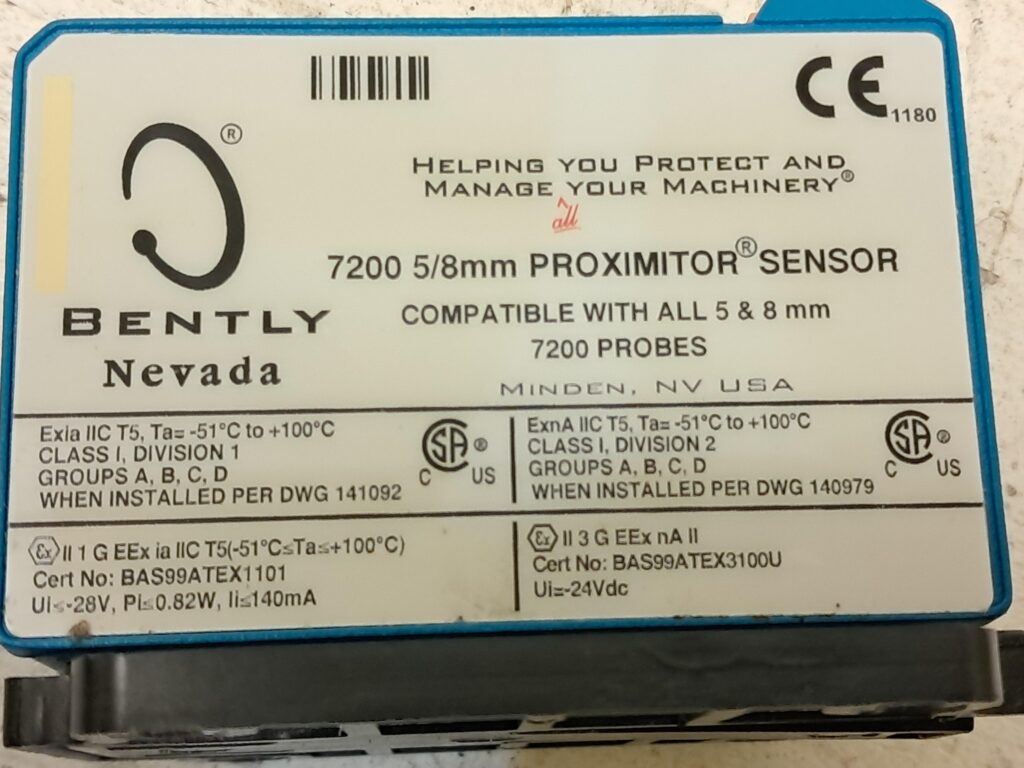 CE 1180
®
HELPING YOU PROTECT AND
MANAGE YOUR MACHINERY®
^
all
7200 5/8mm PROXIMITOR® SENSOR
COMPATIBLE WITH ALL 5 & 8 mm
7200 PROBES
MINDEN, NV USA
BENTLY
Nevada
ExIa IIC T5, Ta= -51°C to +100°C
CLASS I, DIVISION 1
GROUPS A, B, C, D
WHEN INSTALLED PER DWG 141092
C SA ® US
ExnA IIC T5, Ta= -51°C to +100°C
CLASS I, DIVISION 2
GROUPS A, B, C, D
WHEN INSTALLED PER DWG 140979
C SA ® US
Ex II 1 G EEx ia IIC T5(-51°C≤Ta≤+100°C)
Cert No: BAS99ATEX1101
Ui≤-28V, Pi≤0.82W, Ii≤140mA
Ex II 3 G EEx nA II
Cert No: BAS99ATEX3100U
Ui=-24Vdc